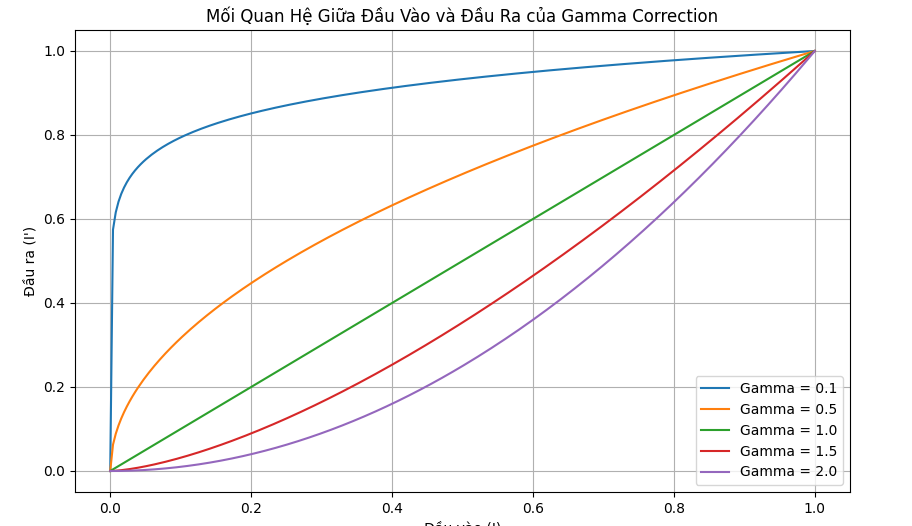 Mối Quan Hệ Giữa Đầu Vào và Đầu Ra của Gamma Correction
1.0
0.8
0.6
0.4
0.2
0.0
Đầu ra (I')
Gamma = 0.1
Gamma = 0.5
Gamma = 1.0
Gamma = 1.5
Gamma = 2.0
0.0 0.2 0.4 0.6 0.8 1.0
Đầu vào (I)